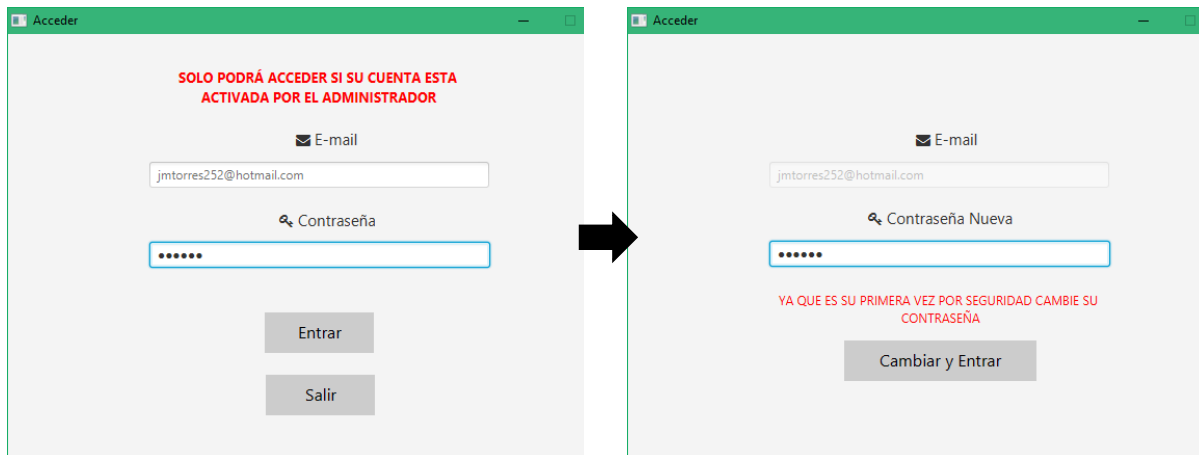 Acceder
SOLO PODRÁ ACCEDER SI SU CUENTA ESTA
ACTIVADA POR EL ADMINISTRADOR
E-mail
jmtorres252@hotmail.com
Contraseña
••••••
Entrar
Salir
Acceder
E-mail
jmtorres252@hotmail.com
Contraseña Nueva
••••••
YA QUE ES SU PRIMERA VEZ POR SEGURIDAD CAMBIE SU
CONTRASEÑA
Cambiar y Entrar